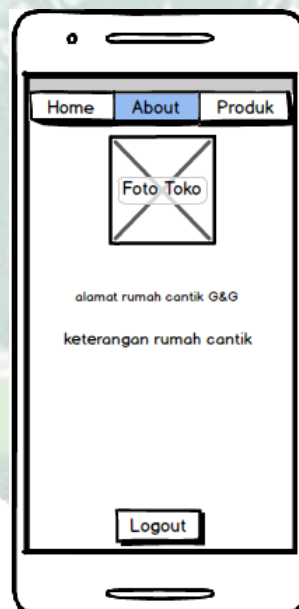 Home About Produk
Foto Toko
alamat rumah cantik G&G
keterangan rumah cantik
Logout